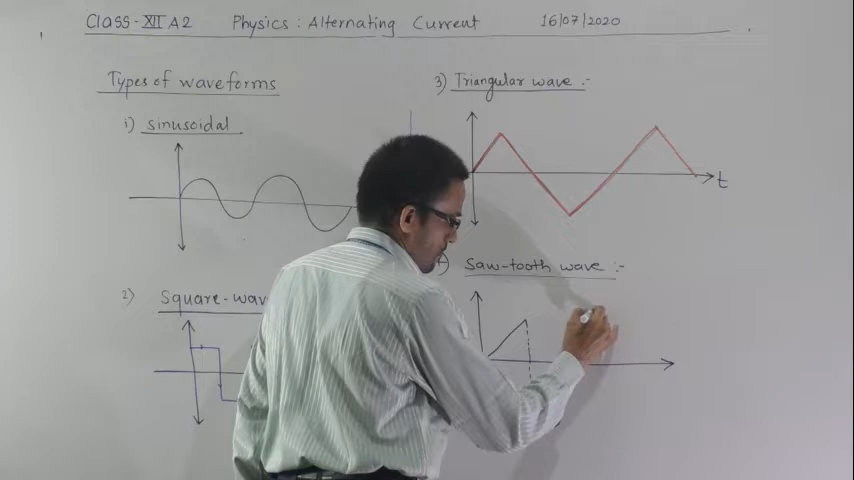 CLASS-XII A2 Physics: Alternating Current 16/07/2020
Types of waveforms
1) sinusoidal
2) Square-wav
3) Triangular wave :-
t
Saw-tooth wave :-